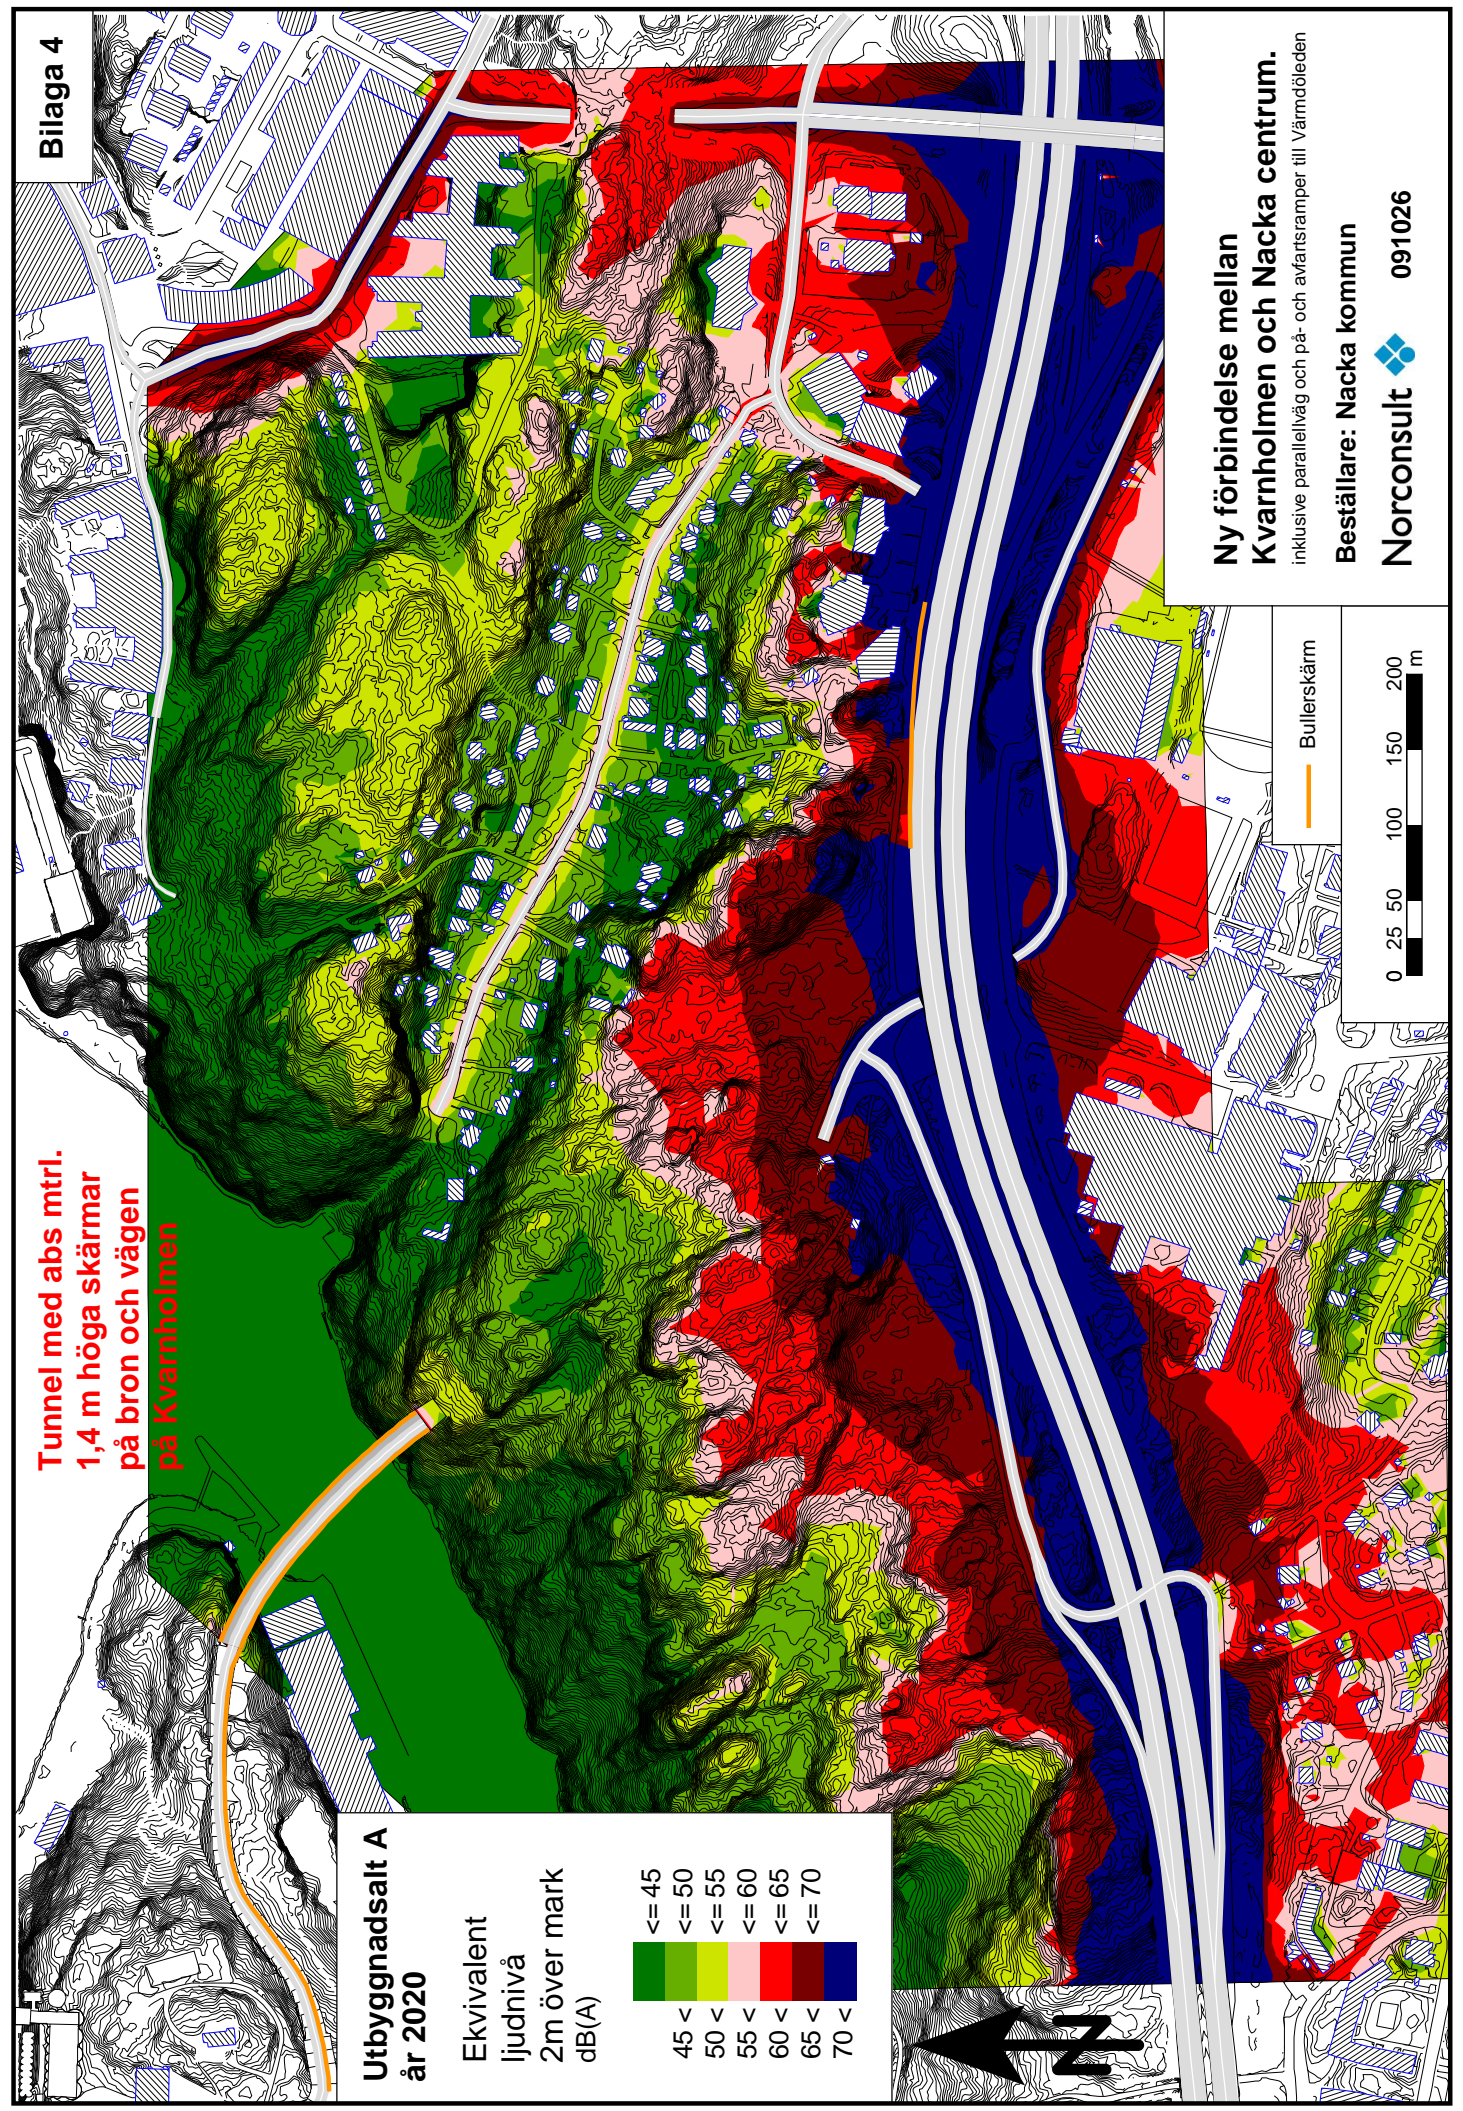 Bilaga 4
Tunnel med abs mtrl.
1,4 m höga skärmar
på bron och vägen
på Kvarnholmen
Utbyggnadsalt A
år 2020
Ekvivalent
ljudnivå
2m över mark
dB(A)
<=45
45 < <=50
50 < <=55
55 < <=60
60 < <=65
65 < <=70
70 <
N
Bullerskärm
0 25 50 100 150 200
m
Ny förbindelse mellan
Kvarnholmen och Nacka centrum.
inklusive parallellväg och på- och avfartsramper till Värmdöleden
Beställare: Nacka kommun
Norconsult 091026